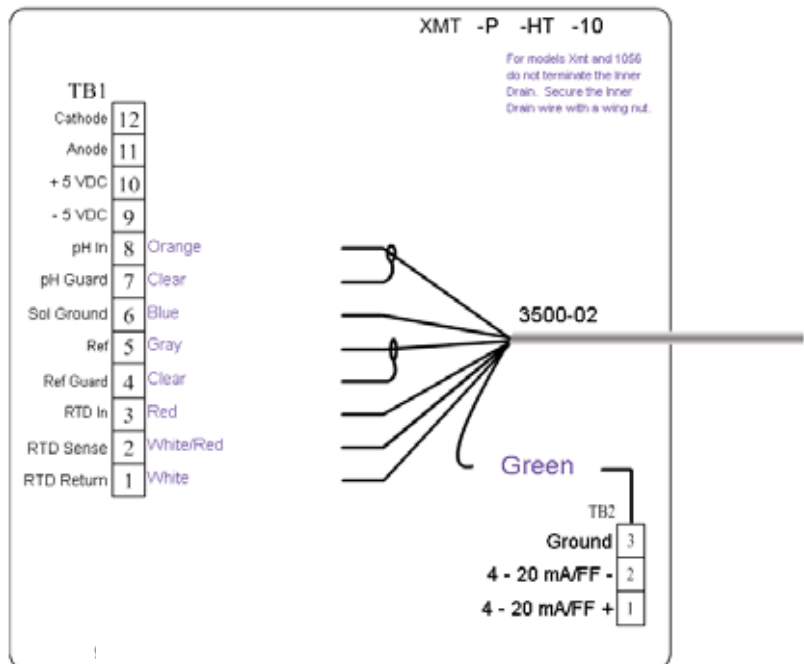 XMT -P -HT -10
For models Xmt and 1056
do not terminate the Inner
Drain. Secure the Inner
Drain wire with a wing nut.
TB1
Cathode 12
Anode 11
+ 5 VDC 10
- 5 VDC 9
pH In 8 Orange
pH Guard 7 Clear
Sol Ground 6 Blue
Ref 5 Gray
Ref Guard 4 Clear
RTD In 3 Red
RTD Sense 2 White/Red
RTD Return 1 White
3500-02
Green
TB2
Ground 3
4 - 20 mA/FF - 2
4 - 20 mA/FF + 1